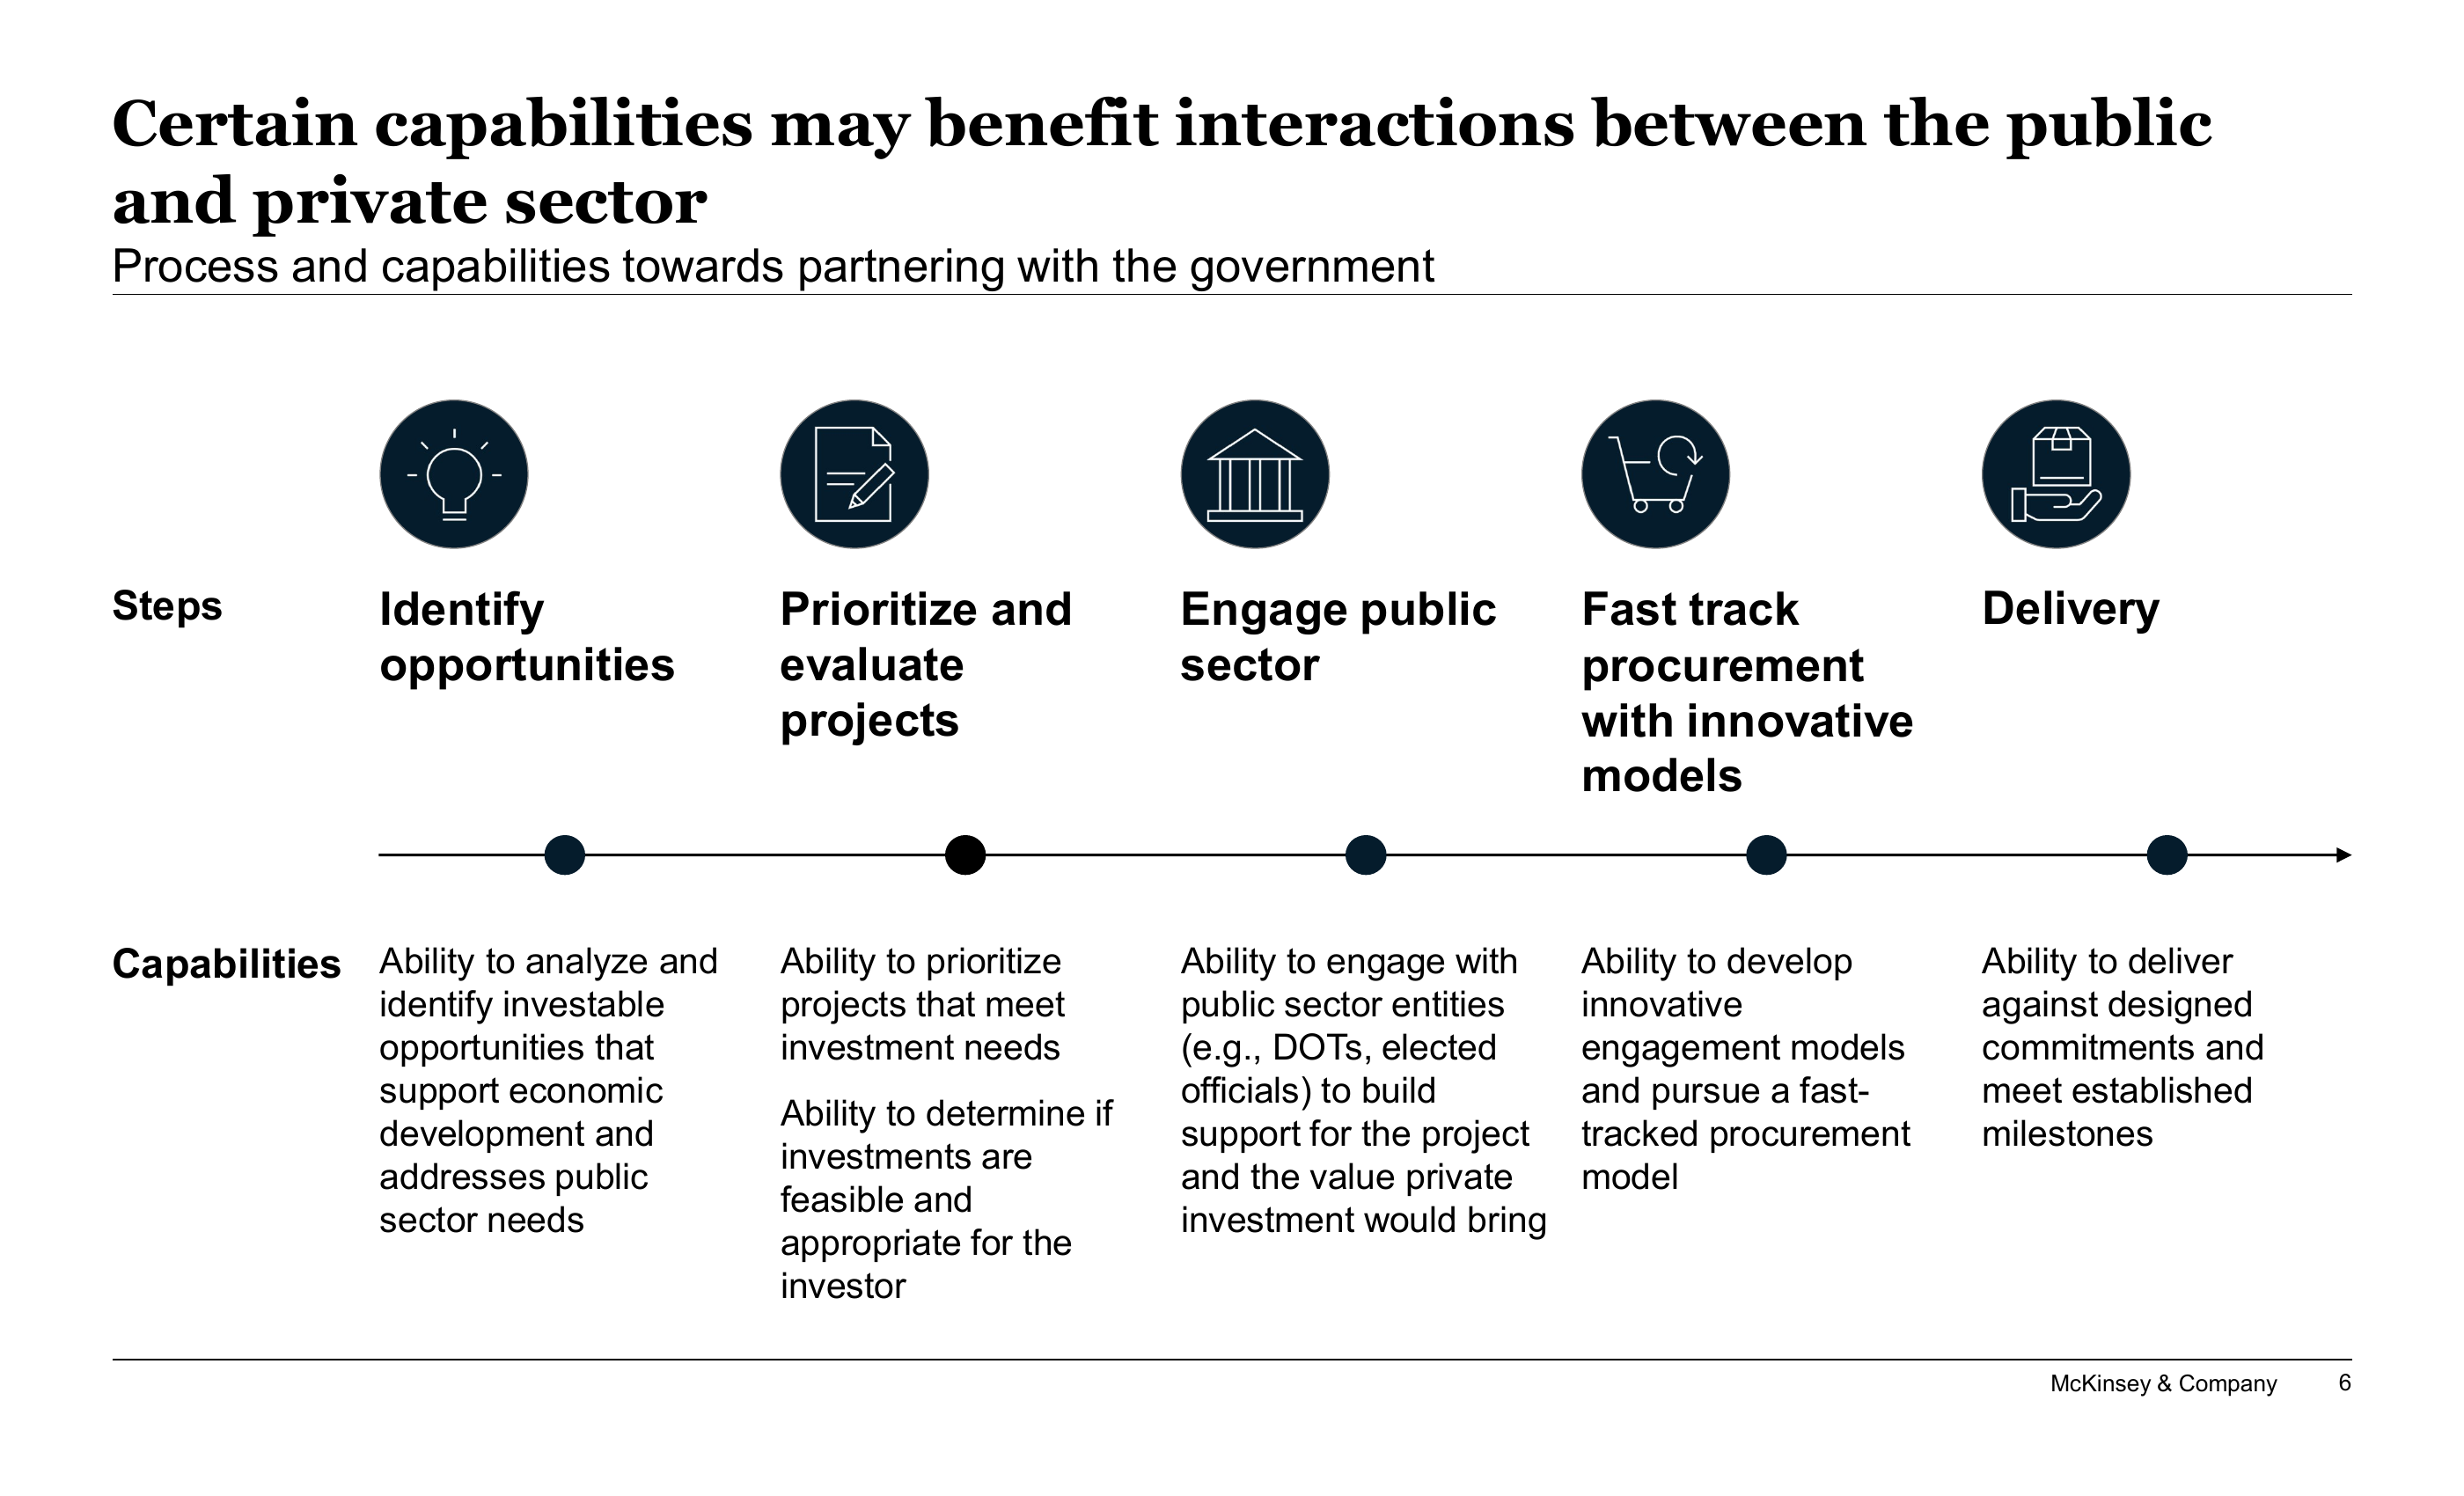 Certain capabilities may benefit interactions between the public
and private sector
Process and capabilities towards partnering with the government
Steps
Identify
opportunities
Prioritize and
evaluate
projects
Engage public
sector
Fast track
procurement
with innovative
models
Delivery
Capabilities
Ability to analyze and
identify investable
opportunities that
support economic
development and
addresses public
sector needs
Ability to prioritize
projects that meet
investment needs
Ability to determine if
investments are
feasible and
appropriate for the
investor
Ability to engage with
public sector entities
(e.g., DOTs, elected
officials) to build
support for the project
and the value private
investment would bring
Ability to develop
innovative
engagement models
and pursue a fast-
tracked procurement
model
Ability to deliver
against designed
commitments and
meet established
milestones
McKinsey & Company 6